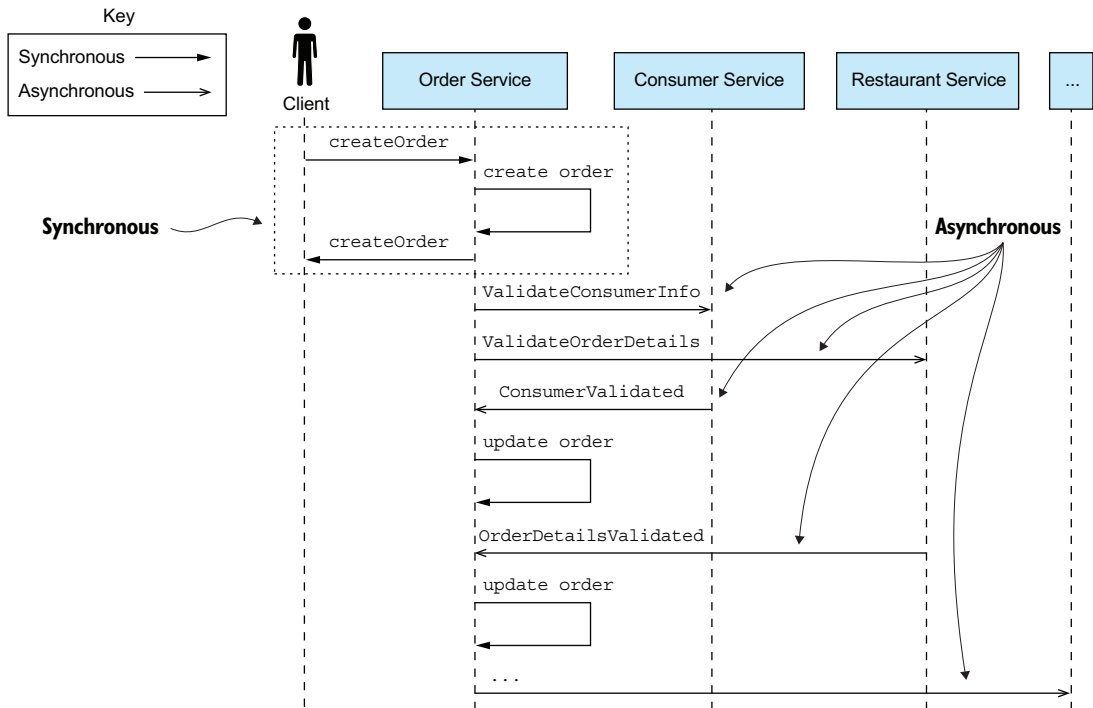 Key
Synchronous
Asynchronous
Client
Order Service
Consumer Service
Restaurant Service
...
createOrder
create order
Synchronous
Asynchronous
createOrder
ValidateConsumerInfo
ValidateOrderDetails
ConsumerValidated
update order
OrderDetailsValidated
update order
...